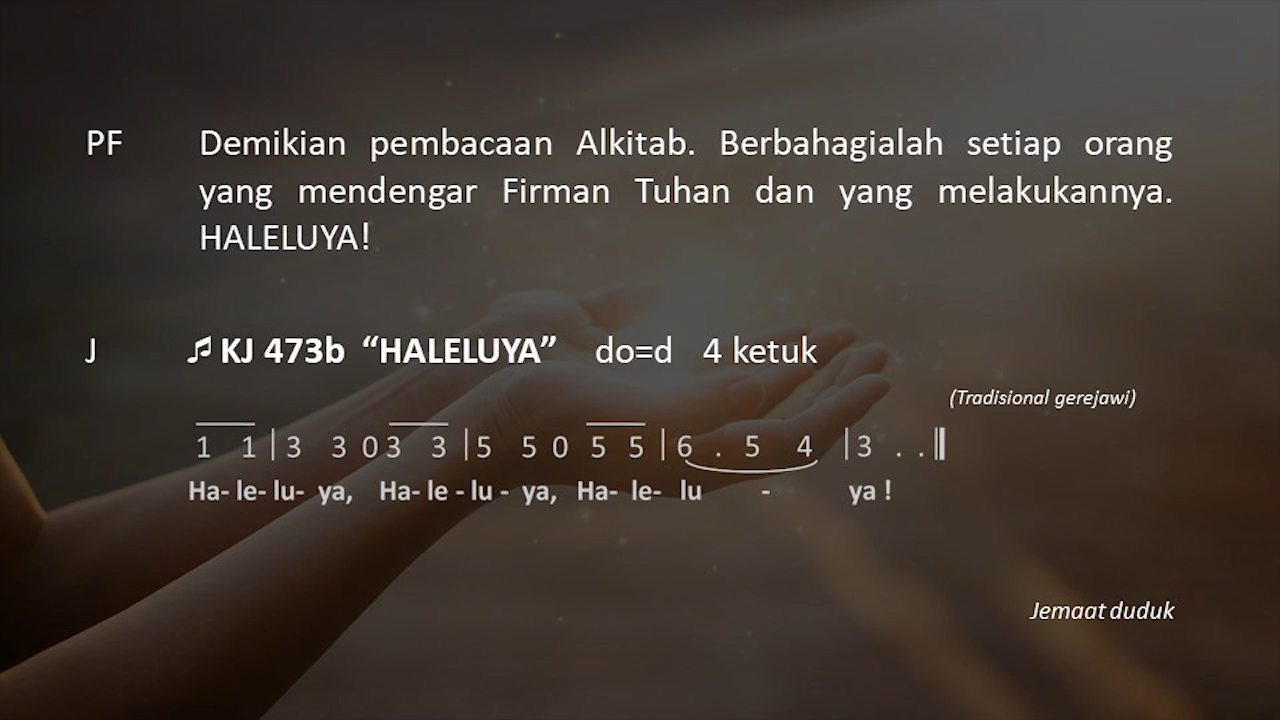 PF Demikian pembacaan Alkitab. Berbahagialah setiap orang
yang mendengar Firman Tuhan dan yang melakukannya.
HALELUYA!
J ♫ KJ 473b “HALELUYA” do=d 4 ketuk
(Tradisional gerejawi)
1 1 | 3 3 0 3 3 | 5 5 0 5 5 | 6 . 5 4 | 3 . . ||
Ha- le- lu- ya, Ha- le - lu - ya, Ha- le- lu - ya !
Jemaat duduk